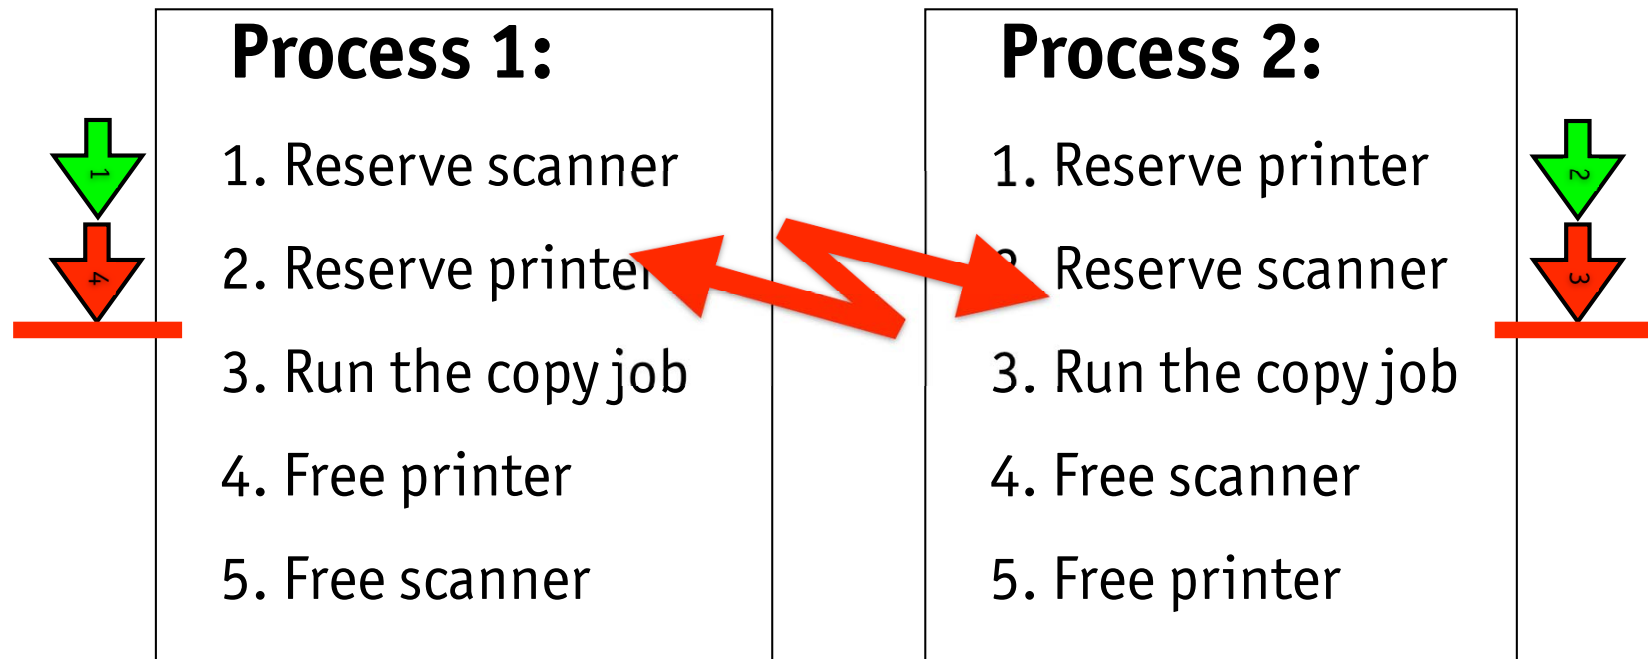 Process 1:
1. Reserve scanner
2. Reserve printer
3. Run the copy job
4. Free printer
5. Free scanner
Process 2:
1. Reserve printer
2. Reserve scanner
3. Run the copy job
4. Free scanner
5. Free printer
1
4
2
3